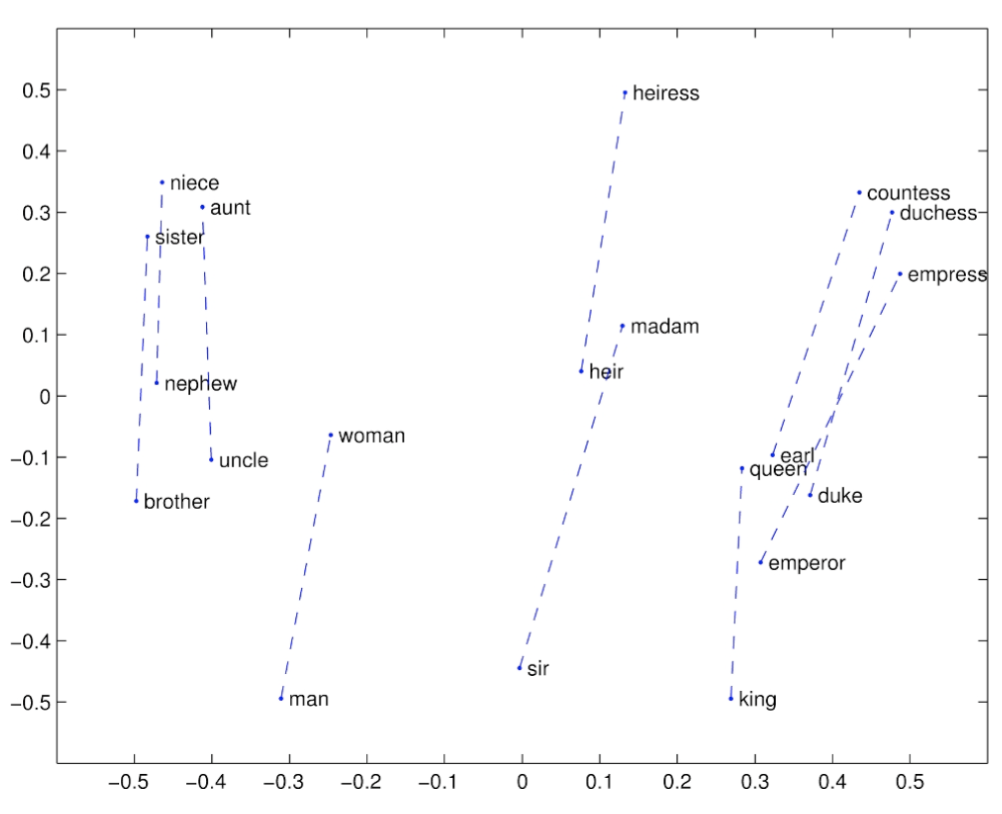 0.5
heiress
0.4
niece
countess
aunt
0.3
duchess
sister
0.2
empress
0.1
madam
heir
nephew
0
woman
−0.1
earl
uncle
queen
brother
duke
−0.2
emperor
−0.3
−0.4
sir
−0.5
man
king
−0.5 −0.4 −0.3 −0.2 −0.1 0 0.1 0.2 0.3 0.4 0.5